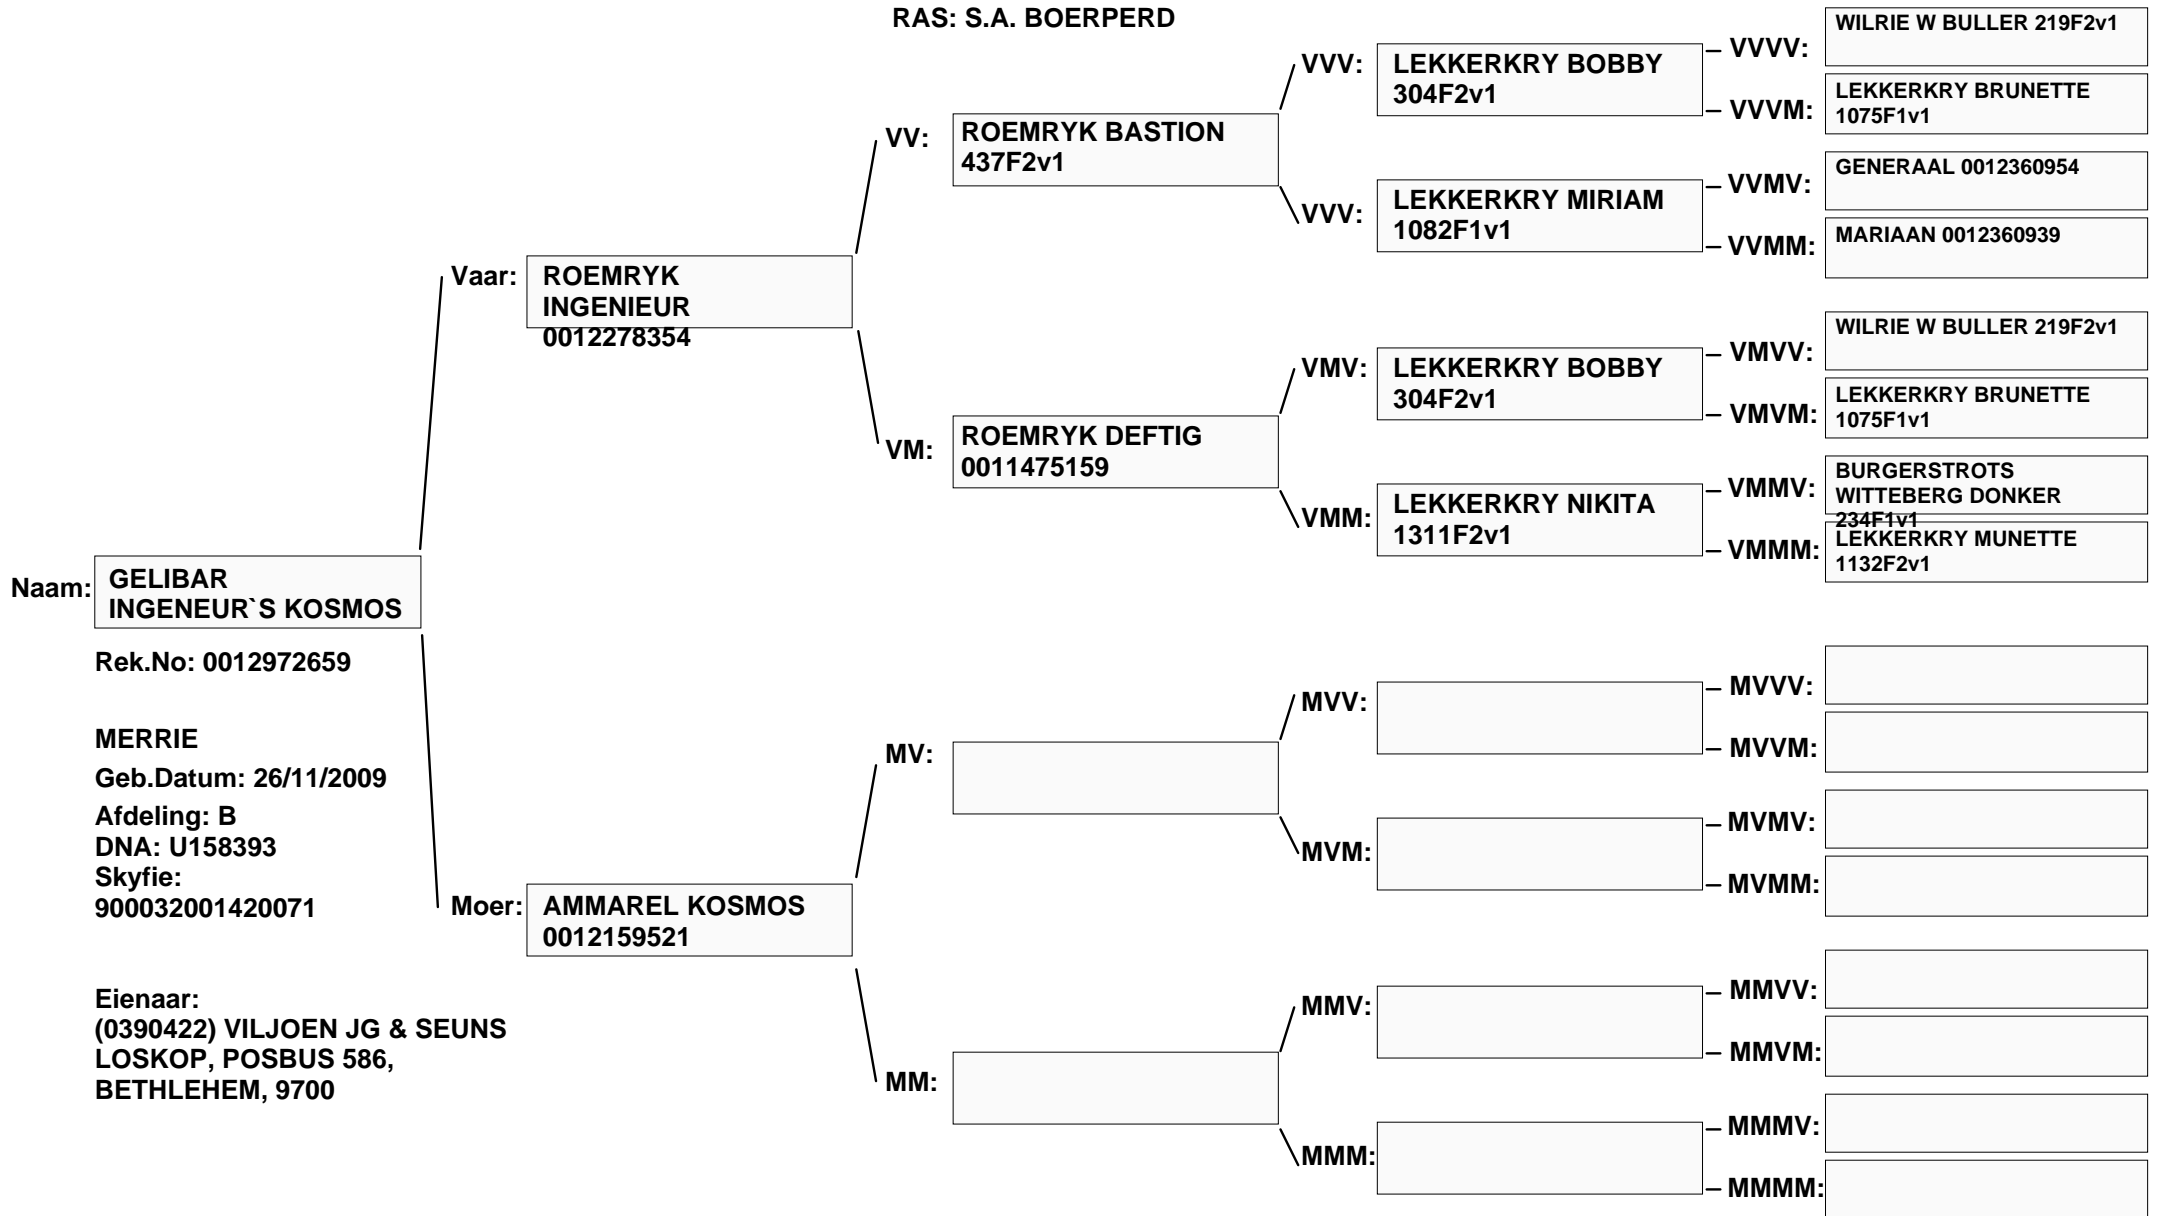 RAS: S.A. BOERPERD
Naam:
GELIBAR
INGENEUR`S KOSMOS
Rek.No: 0012972659
MERRIE
Geb.Datum: 26/11/2009
Afdeling: B
DNA: U158393
Skyfie:
900032001420071
Eienaar:
(0390422) VILJOEN JG & SEUNS
LOSKOP, POSBUS 586,
BETHLEHEM, 9700
Vaar:
ROEMRYK
INGENIEUR
0012278354
Moer:
AMMAREL KOSMOS
0012159521
VV:
ROEMRYK BASTION
437F2v1
VM:
ROEMRYK DEFTIG
0011475159
MV:
MM:
VVV:
LEKKERKRY BOBBY
304F2v1
VVV:
LEKKERKRY MIRIAM
1082F1v1
VMV:
LEKKERKRY BOBBY
304F2v1
VMM:
LEKKERKRY NIKITA
1311F2v1
MVV:
MVM:
MMV:
MMM:
VVVV:
WILRIE W BULLER 219F2v1
VVVM:
LEKKERKRY BRUNETTE
1075F1v1
VVMV:
GENERAAL 0012360954
VVMM:
MARIAAN 0012360939
VMVV:
WILRIE W BULLER 219F2v1
VMVM:
LEKKERKRY BRUNETTE
1075F1v1
VMMV:
BURGERSTROTS
WITTEBERG DONKER
234F1v1
VMMM:
LEKKERKRY MUNETTE
1132F2v1
MVVV:
MVVM:
MVMV:
MVMM:
MMVV:
MMVM:
MMMV:
MMMM: